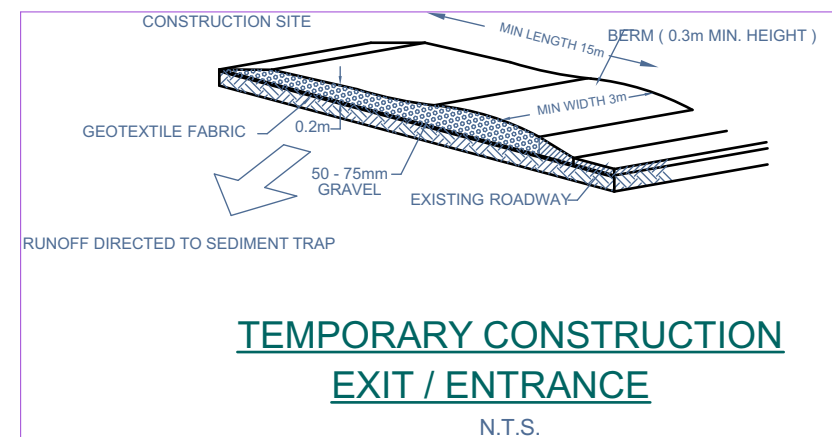 CONSTRUCTION SITE
MIN LENGTH 15m
BERM ( 0.3m MIN. HEIGHT )
MIN WIDTH 3m
GEOTEXTILE FABRIC
0.2m
50 - 75mm
GRAVEL
EXISTING ROADWAY
RUNOFF DIRECTED TO SEDIMENT TRAP
TEMPORARY CONSTRUCTION
EXIT / ENTRANCE
N.T.S.